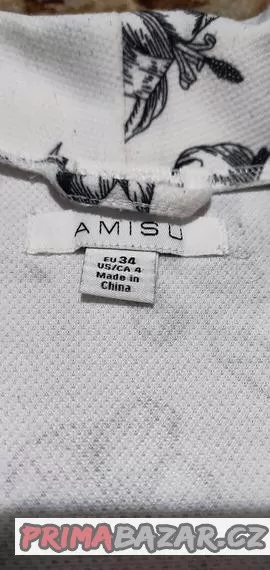 AMISU
EU 34
US/CA 4
Made in
China
PRIMABAZAR.CZ